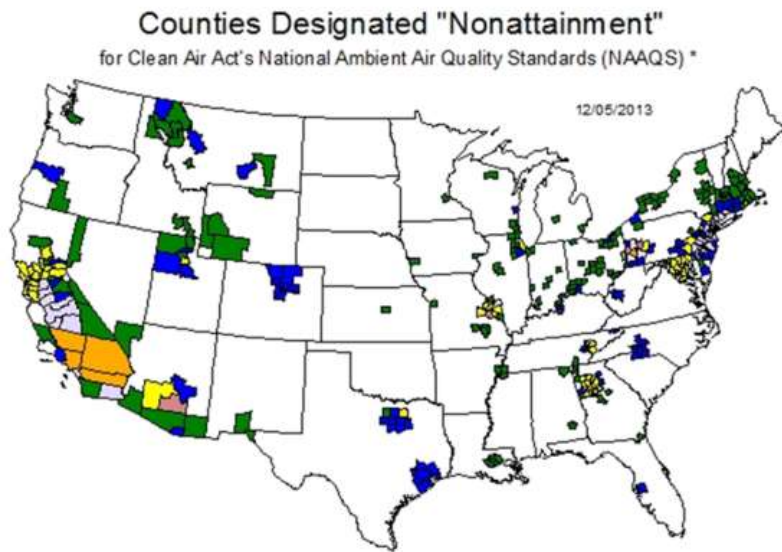 Counties Designated "Nonattainment"
for Clean Air Act's National Ambient Air Quality Standards (NAAQS) *
12/05/2013